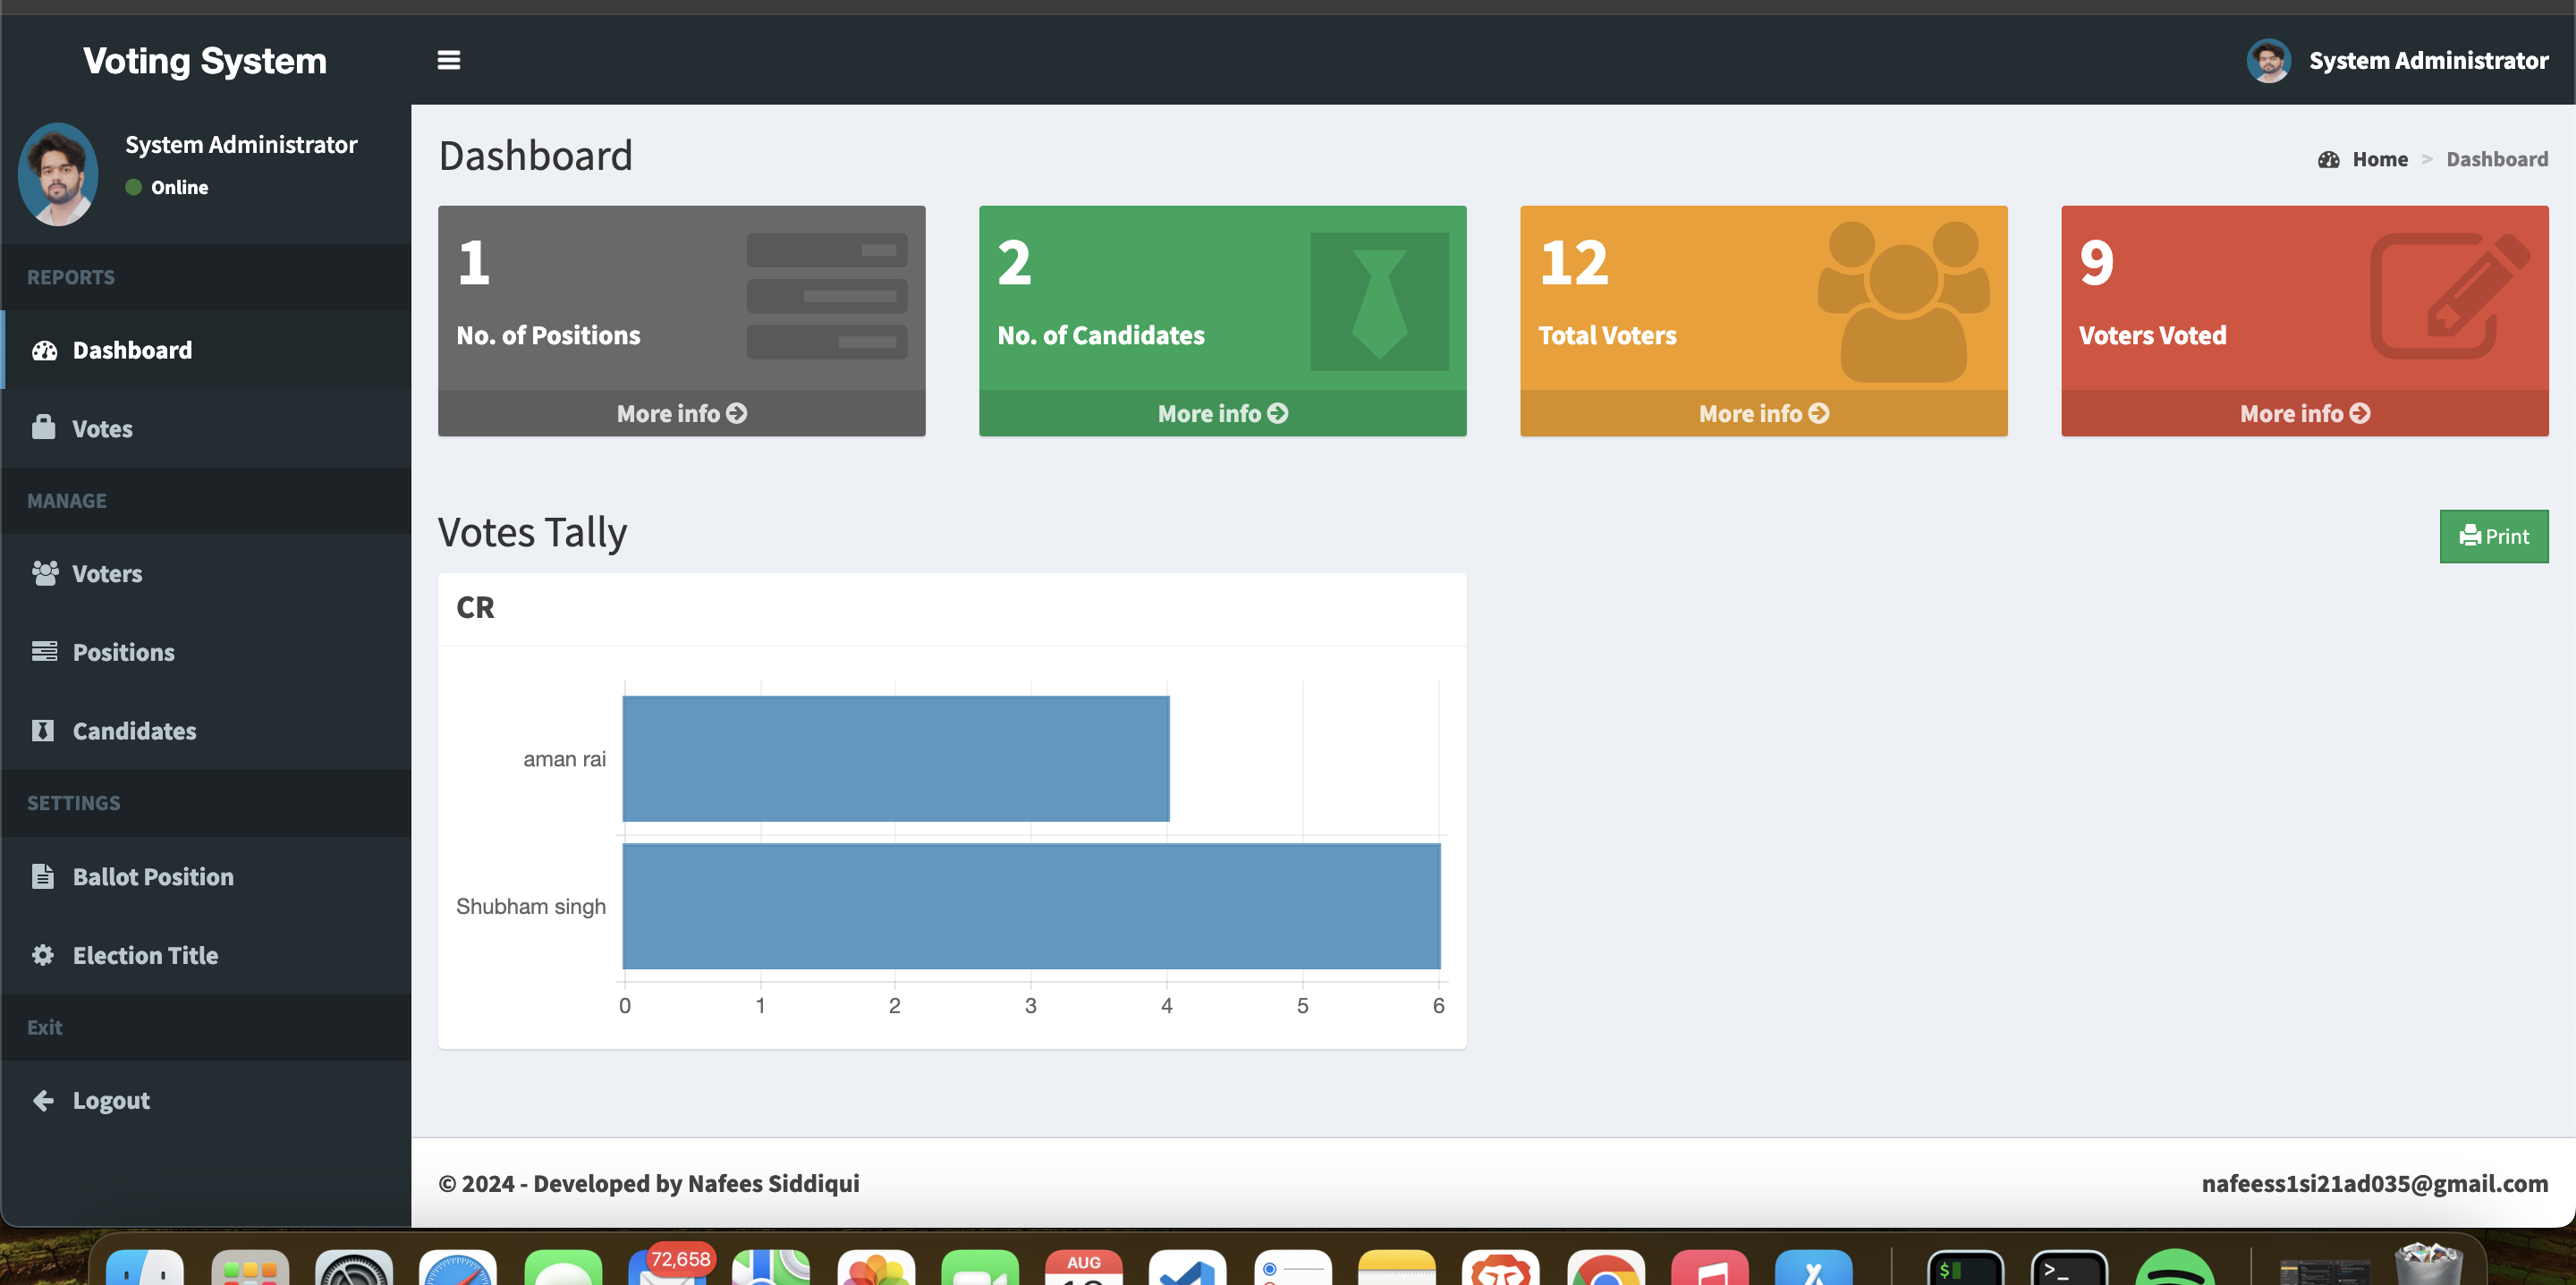 Voting System
System Administrator
System Administrator
Online
REPORTS
Dashboard
Votes
MANAGE
Voters
Positions
Candidates
SETTINGS
Ballot Position
Election Title
Exit
Logout
Dashboard
Home > Dashboard
1
No. of Positions
More info
2
No. of Candidates
More info
12
Total Voters
More info
9
Voters Voted
More info
Votes Tally
Print
CR
aman rai
Shubham singh
0 1 2 3 4 5 6
© 2024 - Developed by Nafees Siddiqui
nafeess1si21ad035@gmail.com
72,658
AUG
$
>_